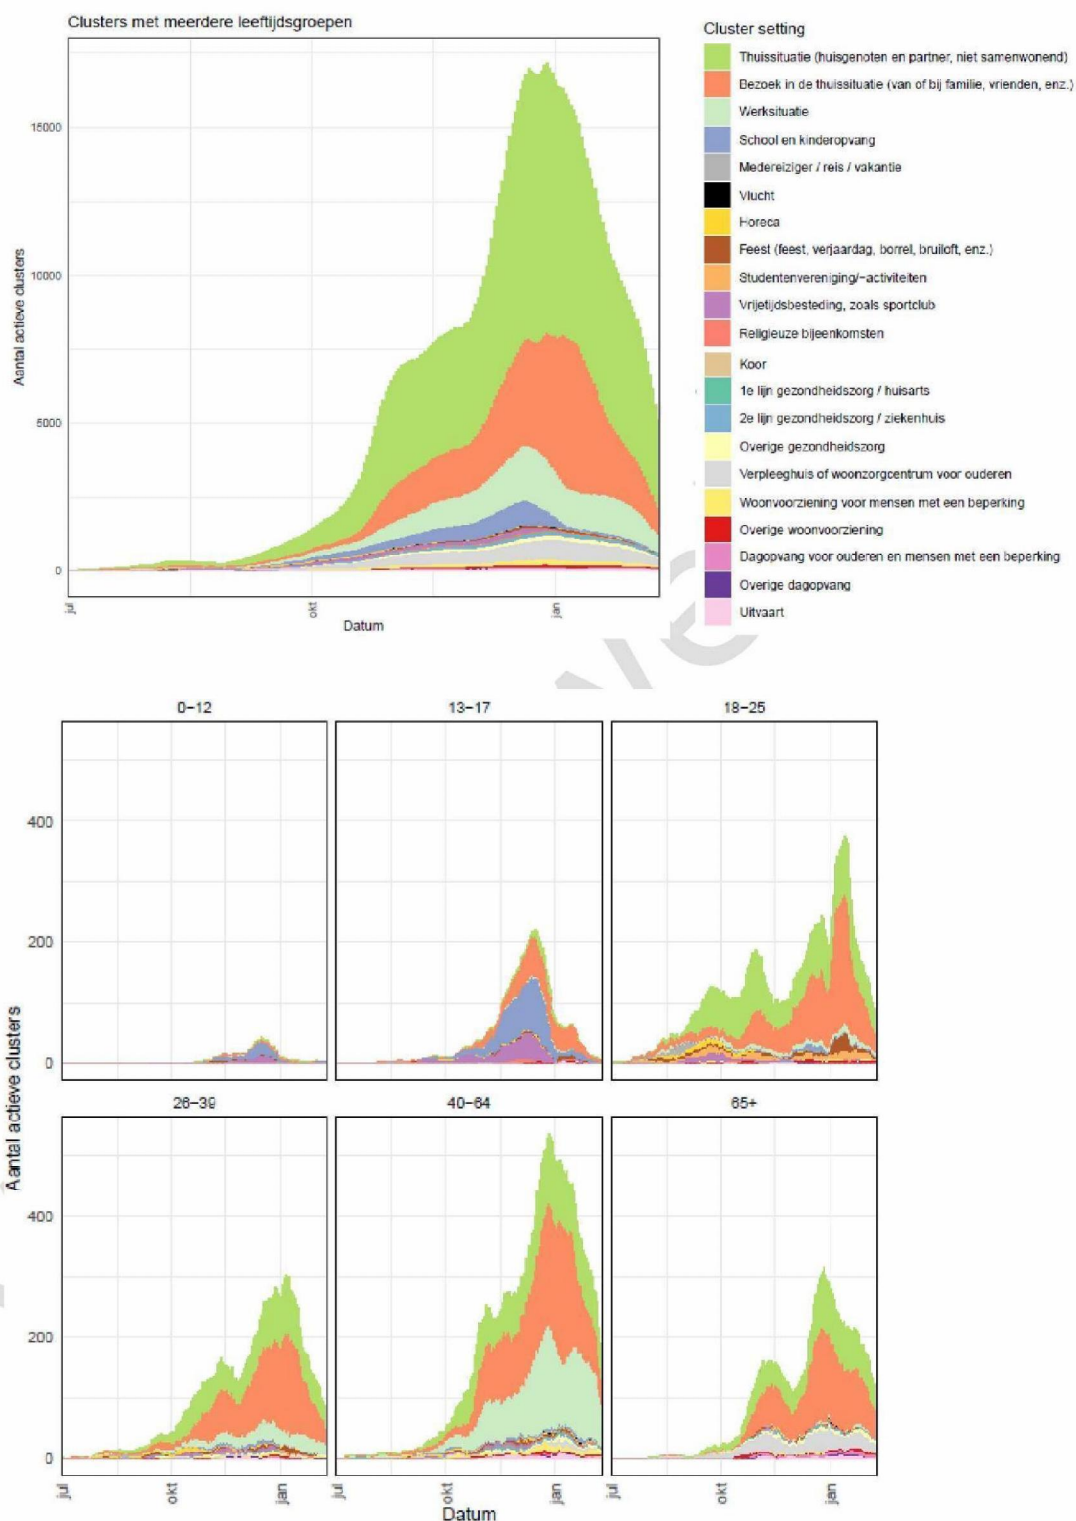 Clusters met meerdere leeftijdsgroepen
Aantal actieve clusters
15000
10000
5000
0
jul
okt
jan
Datum
Cluster setting
Thuissituatie (huisgenoten en partner, niet samenwonend)
Bezoek in de thuissituatie (van of bij familie, vrienden, enz.)
Werksituatie
School en kinderopvang
Medereiziger / reis / vakantie
Vlucht
Horeca
Feest (feest, verjaardag, borrel, bruiloft, enz.)
Studentenvereniging/-activiteiten
Vrijetijdsbesteding, zoals sportclub
Religieuze bijeenkomsten
Koor
1e lijn gezondheidszorg / huisarts
2e lijn gezondheidszorg / ziekenhuis
Overige gezondheidszorg
Verpleeghuis of woonzorgcentrum voor ouderen
Woonvoorziening voor mensen met een beperking
Overige woonvoorziening
Dagopvang voor ouderen en mensen met een beperking
Overige dagopvang
Uitvaart
0-12
13-17
18-25
400
200
0
Aantal actieve clusters
26-39
40-64
65+
400
200
0
jul
okt
jan
jul
okt
jan
jul
okt
jan
Datum